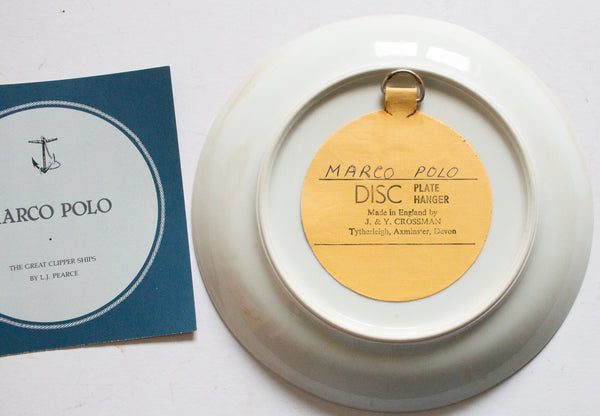 MARCO POLO
THE GREAT CLIPPER SHIPS
BY L.J. PEARCE
MARCO POLO
DISC PLATE HANGER
Made in England by
J. & Y. CROSSMAN
Tytherleigh, Axminster, Devon